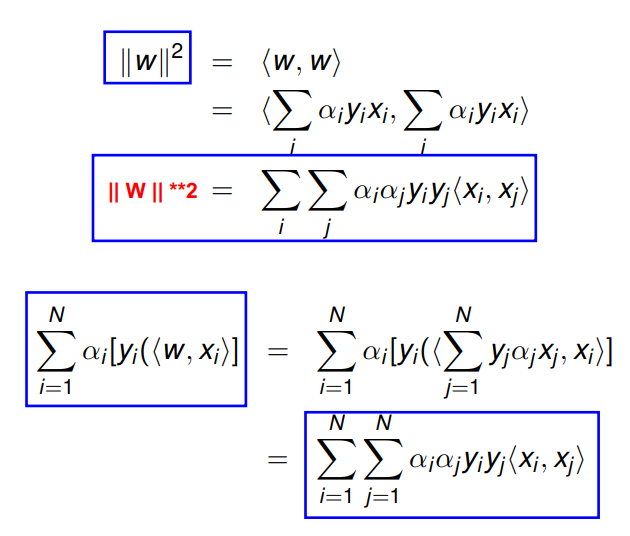 ‖w‖² = ⟨w, w⟩
= ⟨∑_i α_i y_i x_i, ∑_i α_i y_i x_i⟩
|| W || **2 = ∑_i ∑_j α_i α_j y_i y_j ⟨x_i, x_j⟩
∑_{i=1}^N α_i[y_i(⟨w, x_i⟩] = ∑_{i=1}^N α_i[y_i(⟨∑_{j=1}^N y_j α_j x_j, x_i⟩]
= ∑_{i=1}^N ∑_{j=1}^N α_i α_j y_i y_j ⟨x_i, x_j⟩